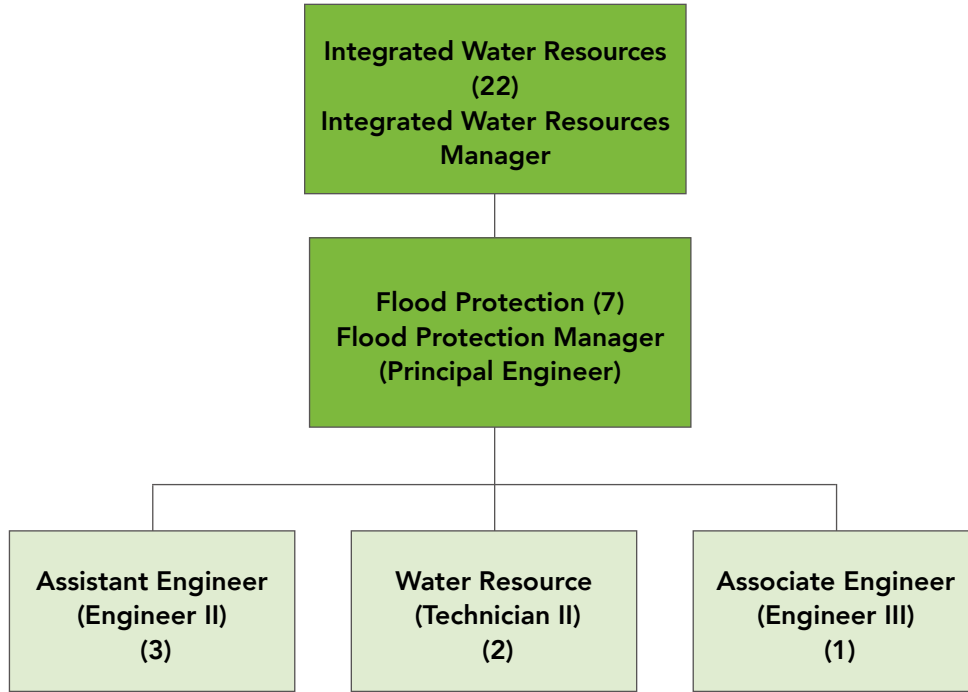 Integrated Water Resources
(22)
Integrated Water Resources
Manager
Flood Protection (7)
Flood Protection Manager
(Principal Engineer)
Assistant Engineer
(Engineer II)
(3)
Water Resource
(Technician II)
(2)
Associate Engineer
(Engineer III)
(1)